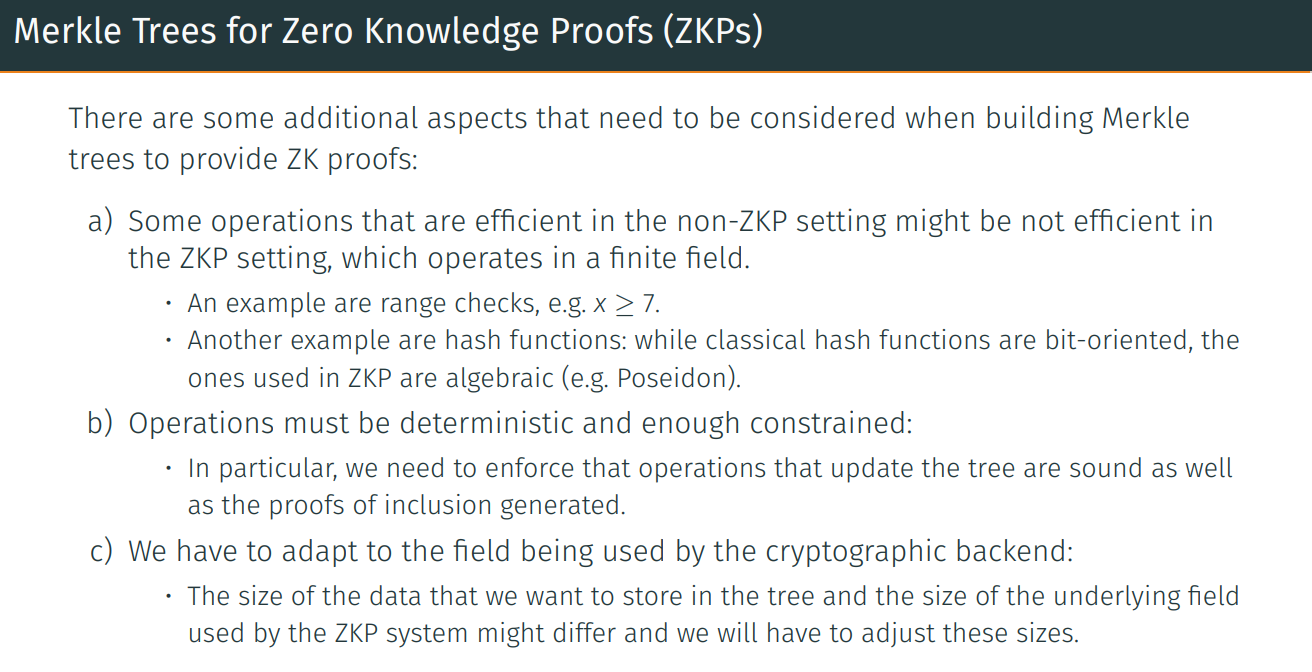 Merkle Trees for Zero Knowledge Proofs (ZKPs)
There are some additional aspects that need to be considered when building Merkle
trees to provide ZK proofs:
a) Some operations that are efficient in the non-ZKP setting might be not efficient in
the ZKP setting, which operates in a finite field.
· An example are range checks, e.g. x ≥ 7.
· Another example are hash functions: while classical hash functions are bit-oriented, the
ones used in ZKP are algebraic (e.g. Poseidon).
b) Operations must be deterministic and enough constrained:
· In particular, we need to enforce that operations that update the tree are sound as well
as the proofs of inclusion generated.
c) We have to adapt to the field being used by the cryptographic backend:
· The size of the data that we want to store in the tree and the size of the underlying field
used by the ZKP system might differ and we will have to adjust these sizes.